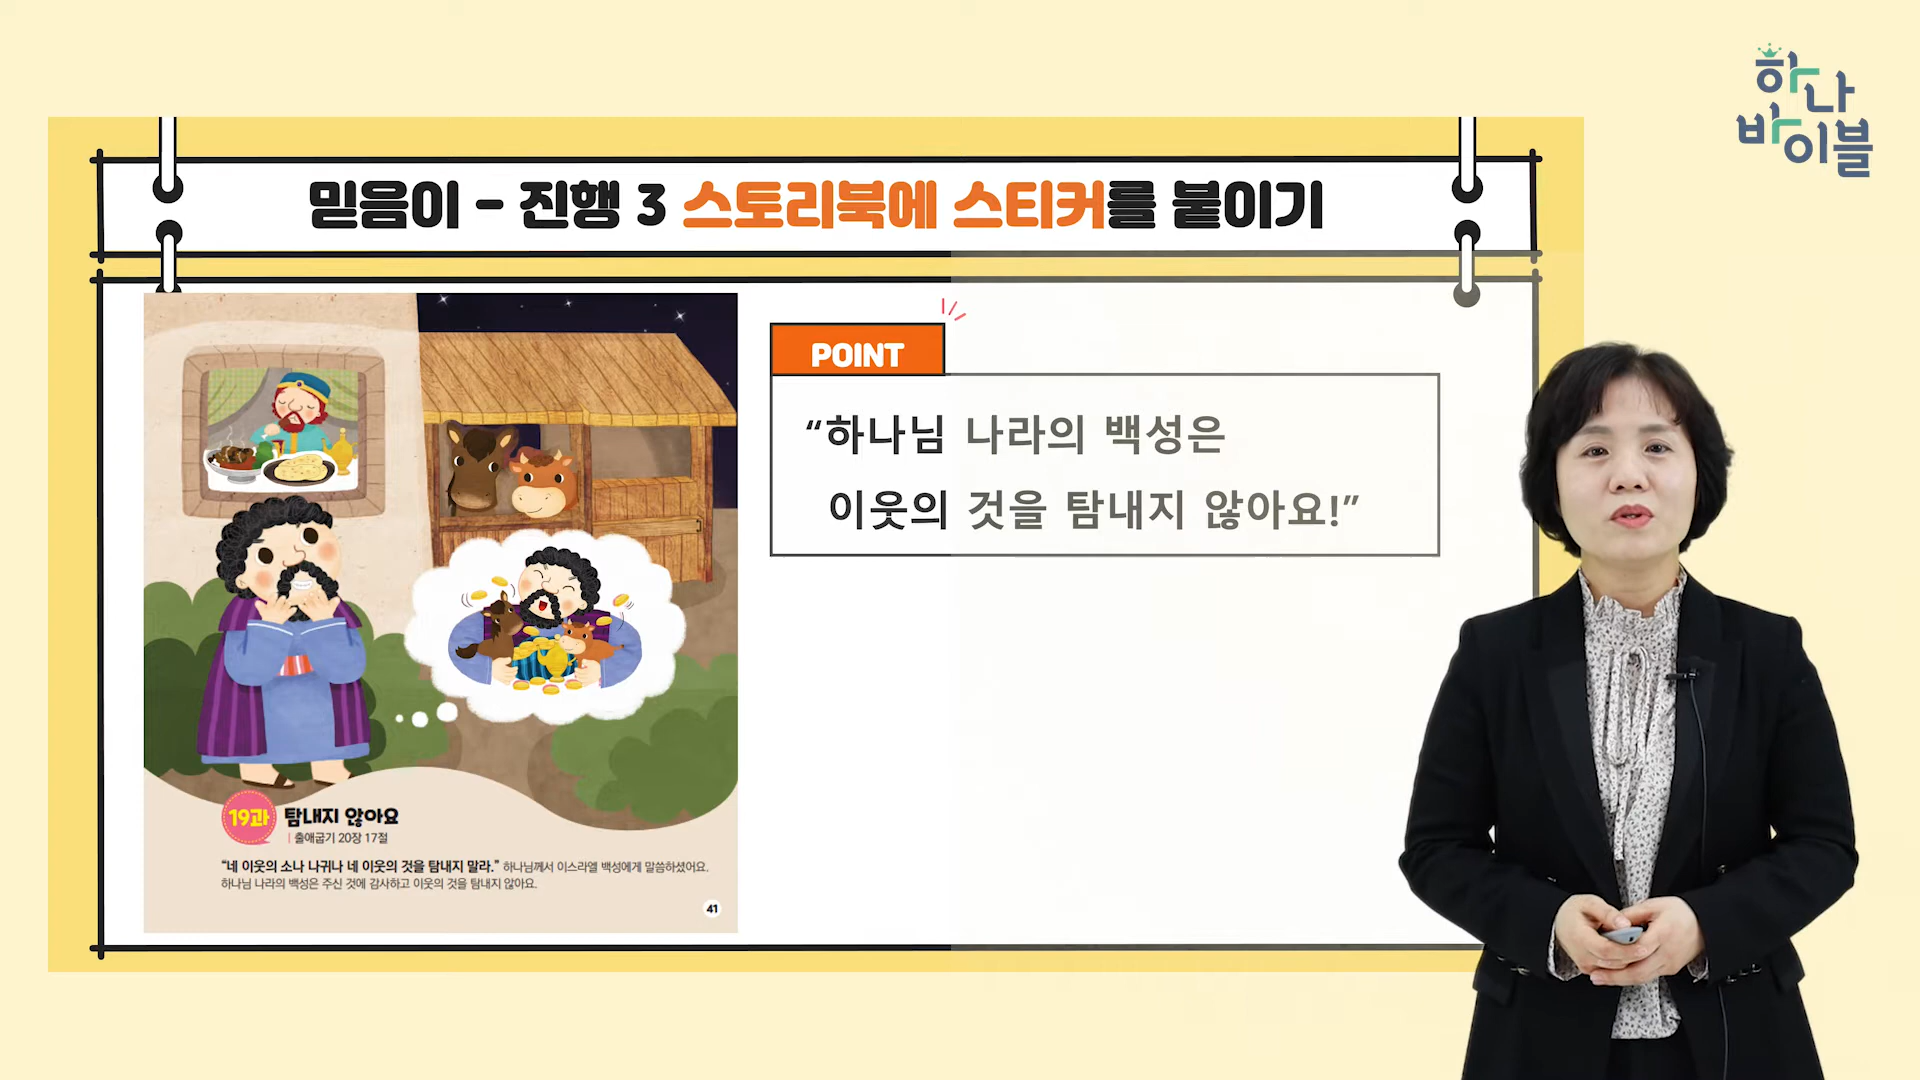 하나
바이블
믿음이 - 진행 3 스토리북에 스티커를 붙이기
POINT
“하나님 나라의 백성은
이웃의 것을 탐내지 않아요!”
19과 탐내지 않아요
출애굽기 20장 17절
“네 이웃의 소나 나귀나 네 이웃의 것을 탐내지 말라.” 하나님께서 이스라엘 백성에게 말씀하셨어요.
하나님 나라의 백성은 주신 것에 감사하고 이웃의 것을 탐내지 않아요.
41